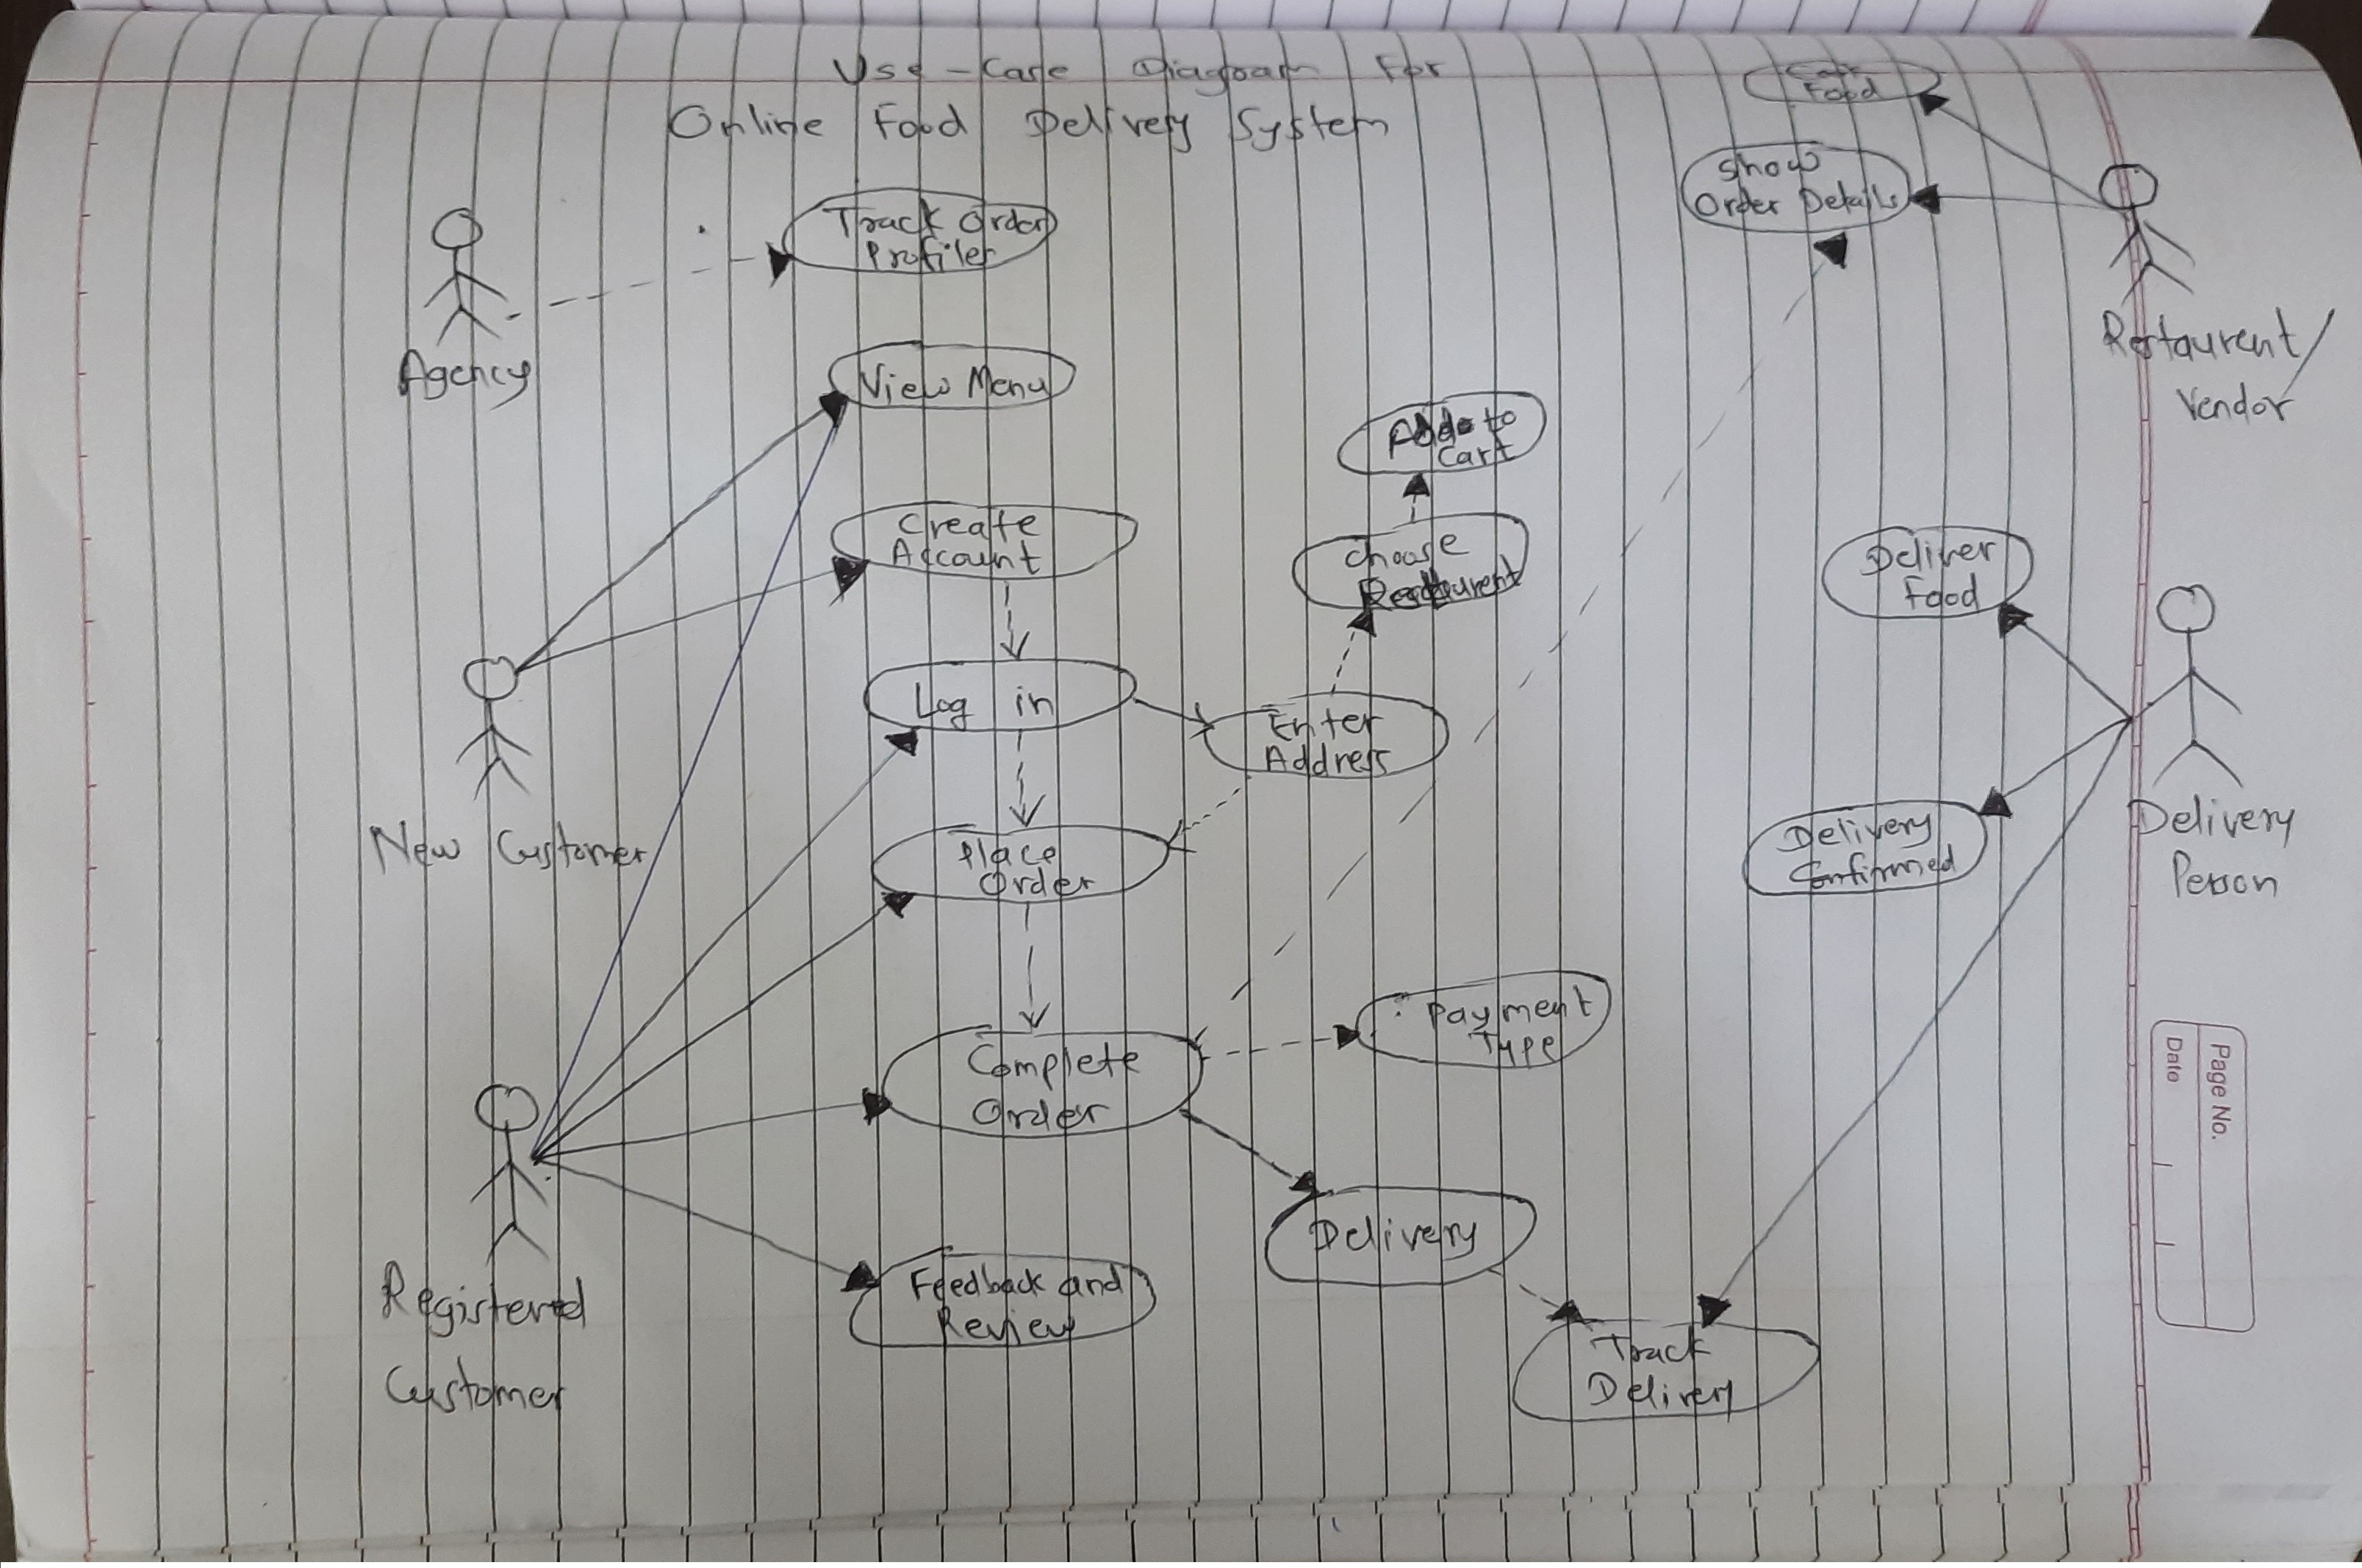 Use-Case Diagram For
Online Food Delivery System
Food
Show
Order Details
Track Order
Profiler
Agency
Restaurent/
Vendor
View Menu
Add to
Cart
Create
Account
Choose
Restaurent
Deliver
Food
Log in
Enter
Address
New Customer
Place
Order
Delivery
Confirmed
Delivery
Person
Payment
Type
Complete
Order
Page No.
Date
Delivery
Registered
Customer
Feedback and
Review
Track
Delivery